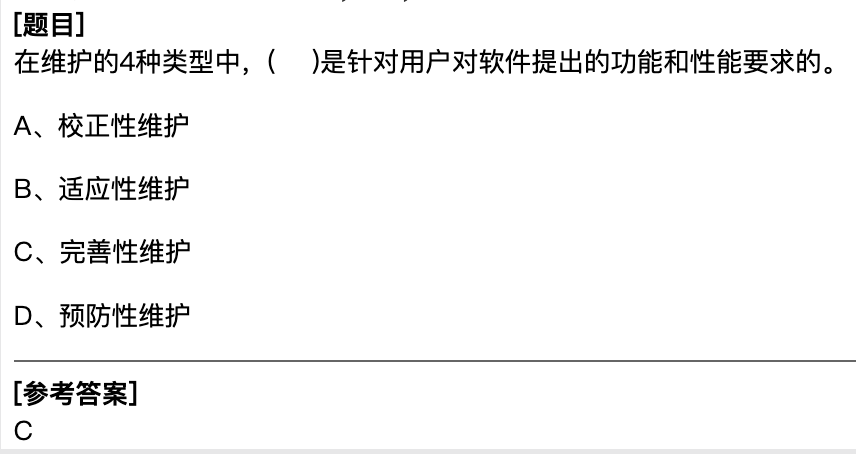 [题目]
在维护的4种类型中，( )是针对用户对软件提出的功能和性能要求的。
A、校正性维护
B、适应性维护
C、完善性维护
D、预防性维护
[参考答案]
C